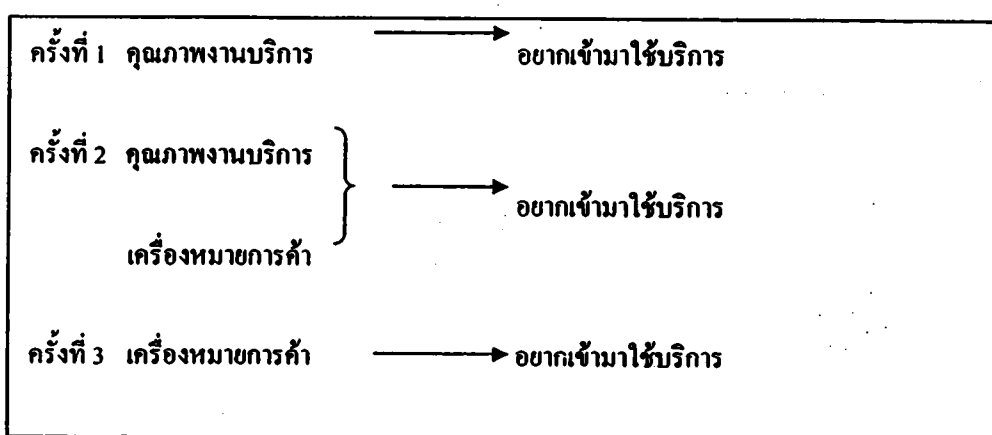 ครั้งที่ 1 คุณภาพงานบริการ อยากเข้ามาใช้บริการ
ครั้งที่ 2 คุณภาพงานบริการ
อยากเข้ามาใช้บริการ
เครื่องหมายการค้า
ครั้งที่ 3 เครื่องหมายการค้า อยากเข้ามาใช้บริการ